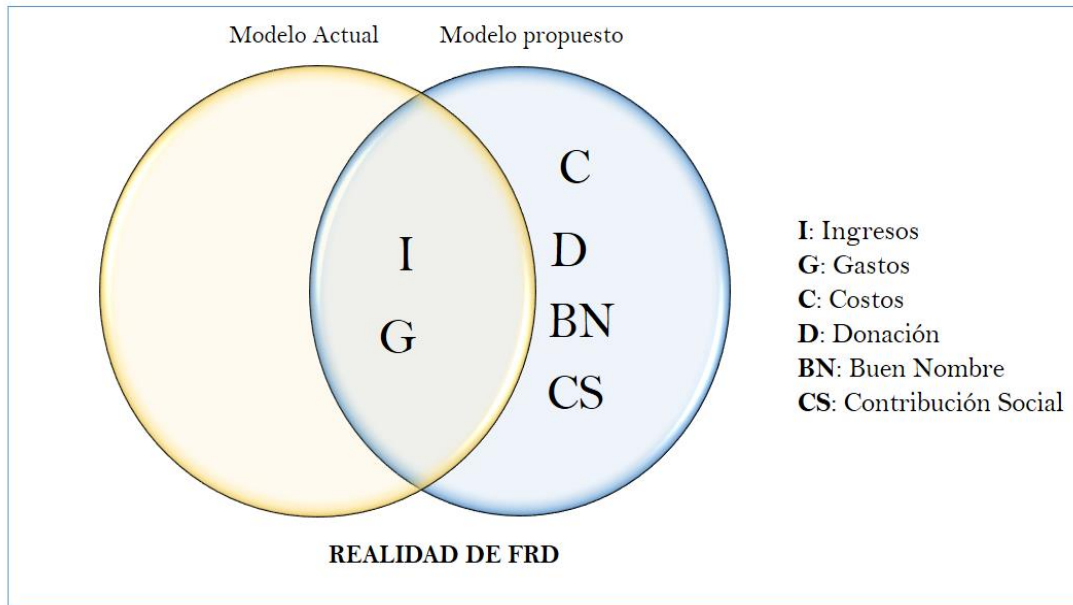 Modelo Actual
Modelo propuesto
C
I
D
G
BN
CS
I: Ingresos
G: Gastos
C: Costos
D: Donación
BN: Buen Nombre
CS: Contribución Social
REALIDAD DE FRD